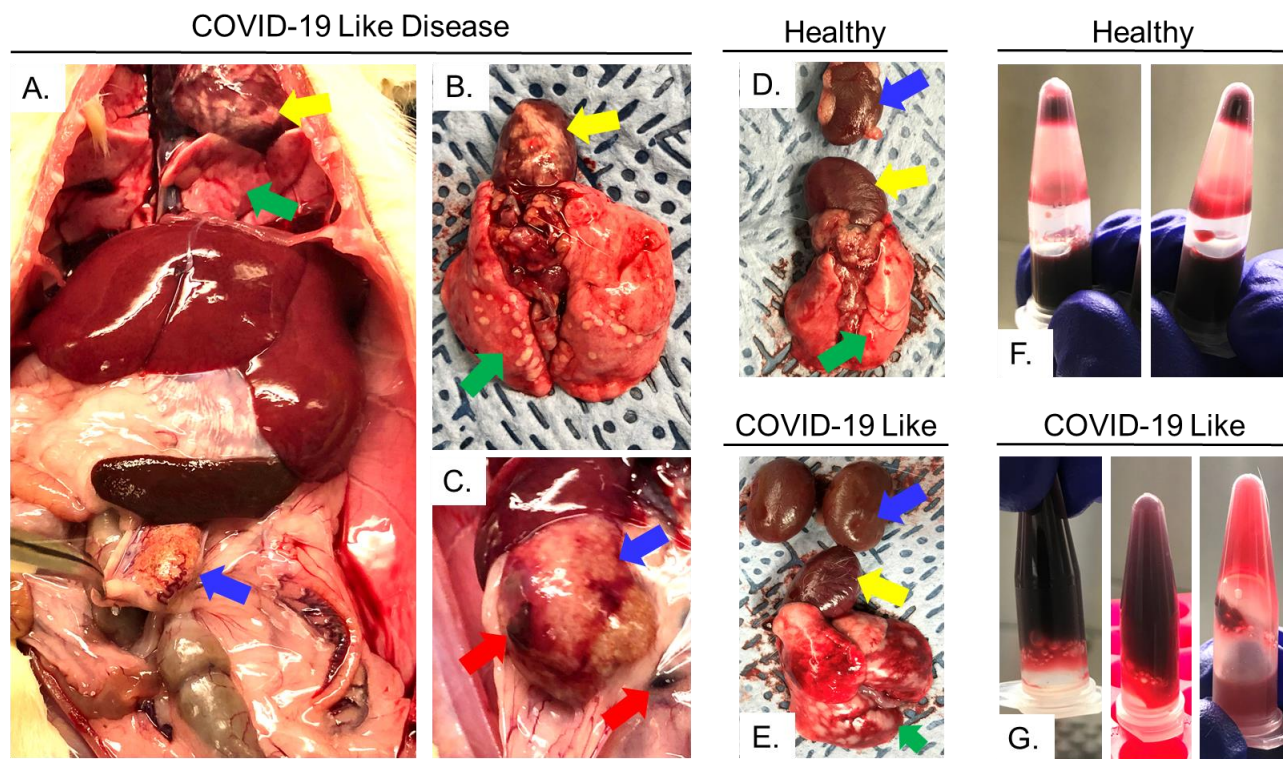 COVID-19 Like Disease
Healthy
Healthy
A.
B.
D.
F.
C.
COVID-19 Like
COVID-19 Like
E.
G.